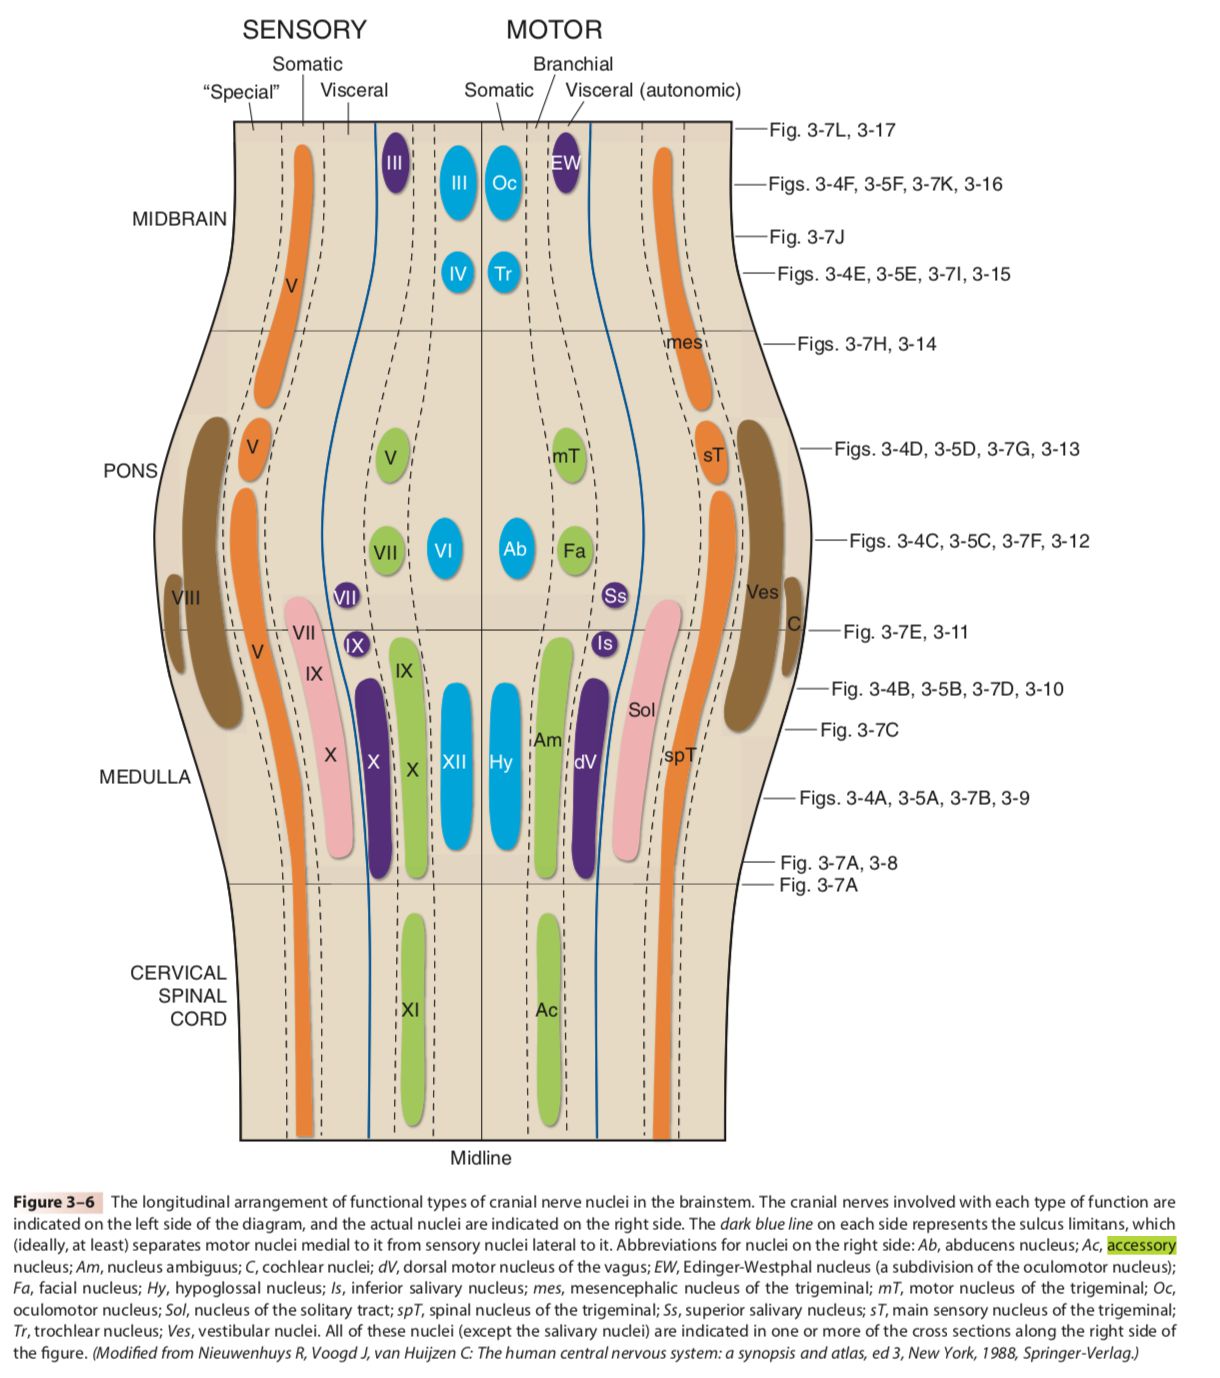 SENSORY
MOTOR
Somatic
Branchial
"Special"
Visceral
Somatic
Visceral (autonomic)
Fig. 3-7L, 3-17
III
EW
III
Oc
Figs. 3-4F, 3-5F, 3-7K, 3-16
MIDBRAIN
Fig. 3-7J
IV
Tr
Figs. 3-4E, 3-5E, 3-7I, 3-15
V
mes
Figs. 3-7H, 3-14
V
V
mT
sT
Figs. 3-4D, 3-5D, 3-7G, 3-13
PONS
VII
VI
Ab
Fa
Figs. 3-4C, 3-5C, 3-7F, 3-12
VIII
VII
Ss
Ves
C
VII
Fig. 3-7E, 3-11
V
IX
IX
IX
Is
Fig. 3-4B, 3-5B, 3-7D, 3-10
Sol
Fig. 3-7C
X
X
X
XII
Hy
Am
dV
spT
MEDULLA
Figs. 3-4A, 3-5A, 3-7B, 3-9
Fig. 3-7A, 3-8
Fig. 3-7A
CERVICAL
SPINAL
CORD
XI
Ac
Midline
Figure 3–6 The longitudinal arrangement of functional types of cranial nerve nuclei in the brainstem. The cranial nerves involved with each type of function are
indicated on the left side of the diagram, and the actual nuclei are indicated on the right side. The dark blue line on each side represents the sulcus limitans, which
(ideally, at least) separates motor nuclei medial to it from sensory nuclei lateral to it. Abbreviations for nuclei on the right side: Ab, abducens nucleus; Ac, accessory
nucleus; Am, nucleus ambiguus; C, cochlear nuclei; dV, dorsal motor nucleus of the vagus; EW, Edinger-Westphal nucleus (a subdivision of the oculomotor nucleus);
Fa, facial nucleus; Hy, hypoglossal nucleus; Is, inferior salivary nucleus; mes, mesencephalic nucleus of the trigeminal; mT, motor nucleus of the trigeminal; Oc,
oculomotor nucleus; Sol, nucleus of the solitary tract; spT, spinal nucleus of the trigeminal; Ss, superior salivary nucleus; sT, main sensory nucleus of the trigeminal;
Tr, trochlear nucleus; Ves, vestibular nuclei. All of these nuclei (except the salivary nuclei) are indicated in one or more of the cross sections along the right side of
the figure. (Modified from Nieuwenhuys R, Voogd J, van Huijzen C: The human central nervous system: a synopsis and atlas, ed 3, New York, 1988, Springer-Verlag.)